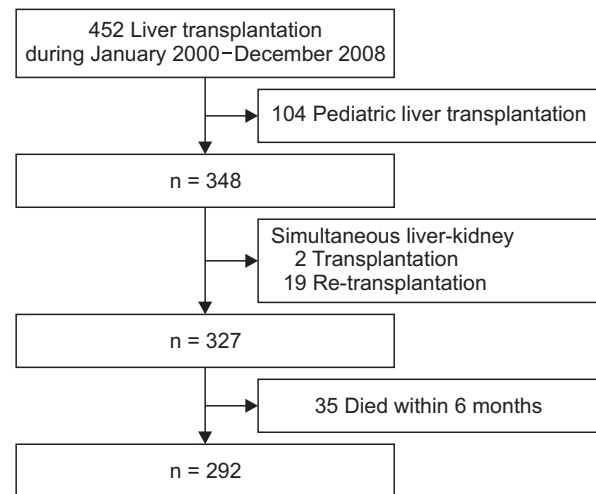 452 Liver transplantation
during January 2000−December 2008
104 Pediatric liver transplantation
n = 348
Simultaneous liver-kidney
2 Transplantation
19 Re-transplantation
n = 327
35 Died within 6 months
n = 292